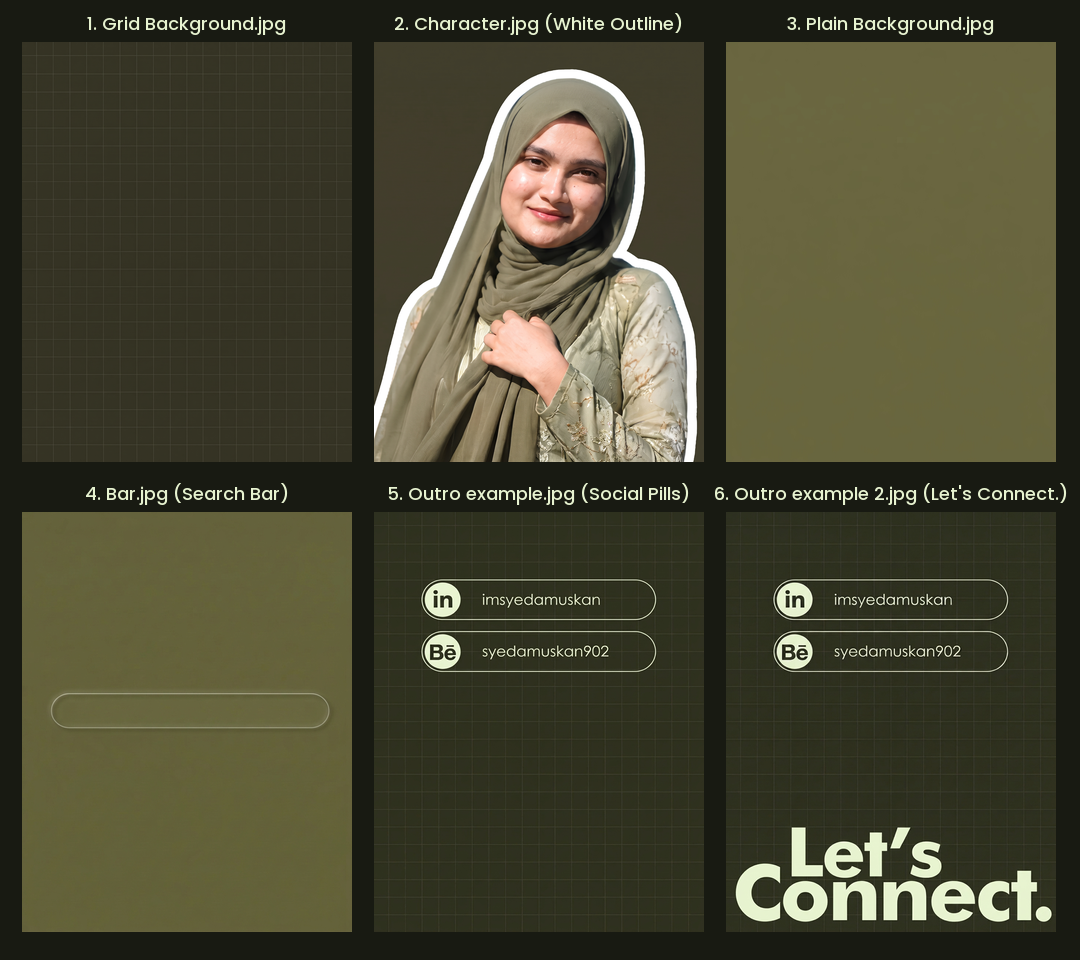 1. Grid Background.jpg
2. Character.jpg (White Outline)
3. Plain Background.jpg
4. Bar.jpg (Search Bar)
5. Outro example.jpg (Social Pills)
6. Outro example 2.jpg (Let's Connect.)
in imsyedamuskan
Bē syedamuskan902
in imsyedamuskan
Bē syedamuskan902
Let’s
Connect.